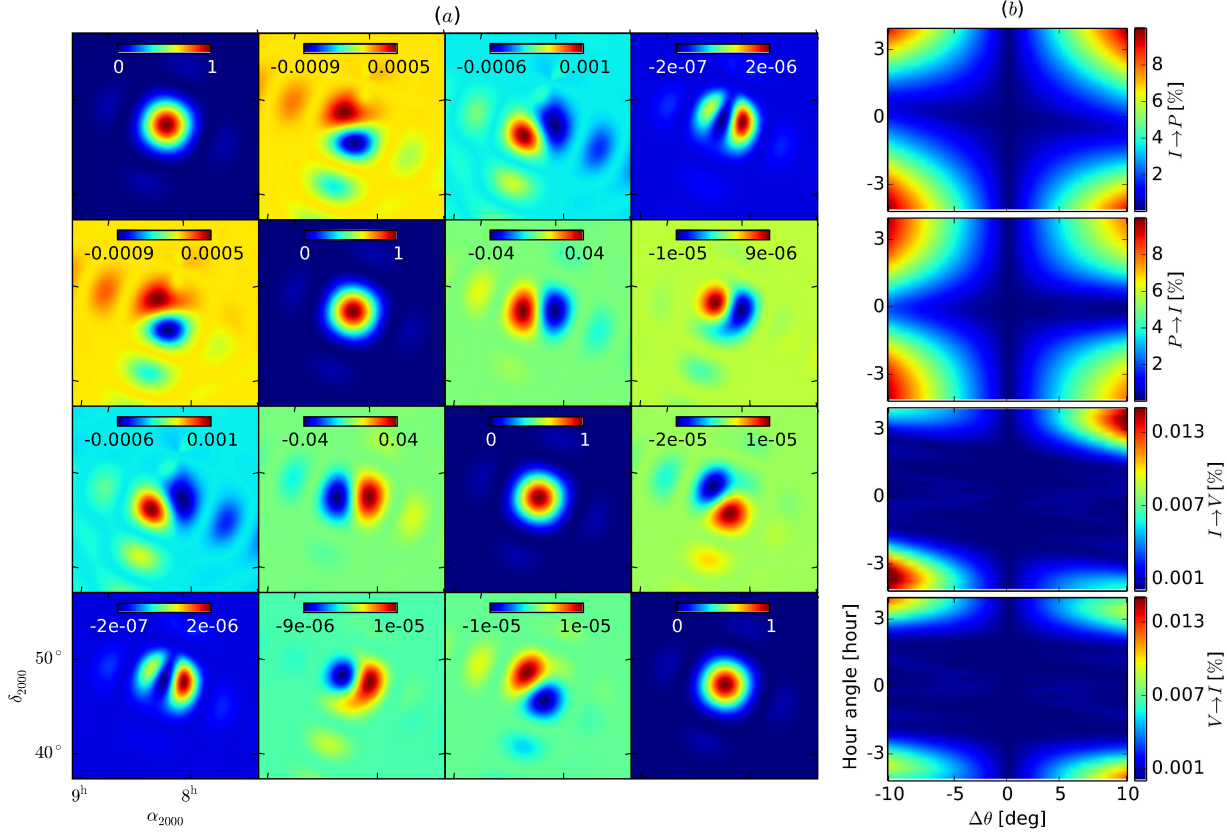 (a)
0 1 -0.0009 0.0005 -0.0006 0.001 -2e-07 2e-06
-0.0009 0.0005 0 1 -0.04 0.04 -1e-05 9e-06
-0.0006 0.001 -0.04 0.04 0 1 -2e-05 1e-05
-2e-07 2e-06 -9e-06 1e-05 -1e-05 1e-05 0 1
δ2000
50°
40°
9h 8h
α2000
(b)
3
0
-3
8
6
4
2
I→P [%]
3
0
-3
8
6
4
2
P→I [%]
3
0
-3
0.013
0.007
0.001
I→V [%]
3
0
-3
0.013
0.007
0.001
V→I [%]
Hour angle [hour]
-10 -5 0 5 10
Δθ [deg]